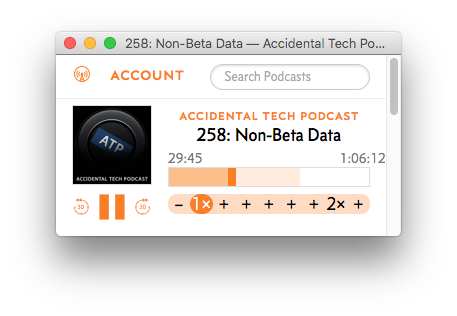 258: Non-Beta Data — Accidental Tech Po...
ACCOUNT
Search Podcasts
ATP
ACCIDENTAL TECH PODCAST
ACCIDENTAL TECH PODCAST
258: Non-Beta Data
29:45 1:06:12
30 30
– 1× + + + + + 2× +